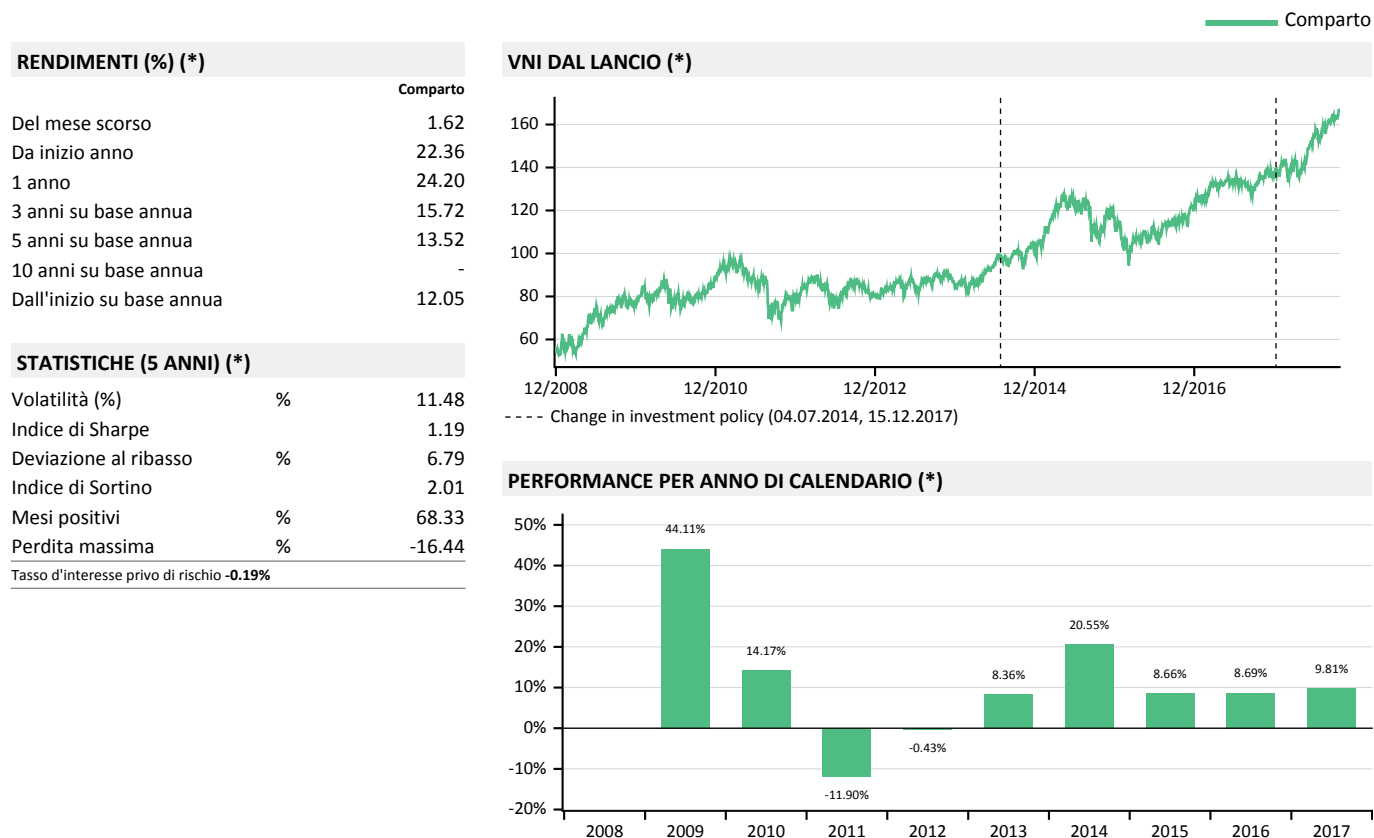 Comparto
RENDIMENTI (%) (*)
Comparto
Del mese scorso 1.62
Da inizio anno 22.36
1 anno 24.20
3 anni su base annua 15.72
5 anni su base annua 13.52
10 anni su base annua -
Dall'inizio su base annua 12.05
STATISTICHE (5 ANNI) (*)
Volatilità (%) % 11.48
Indice di Sharpe 1.19
Deviazione al ribasso % 6.79
Indice di Sortino 2.01
Mesi positivi % 68.33
Perdita massima % -16.44
Tasso d'interesse privo di rischio -0.19%
VNI DAL LANCIO (*)
160
140
120
100
80
60
12/2008 12/2010 12/2012 12/2014 12/2016
---- Change in investment policy (04.07.2014, 15.12.2017)
PERFORMANCE PER ANNO DI CALENDARIO (*)
50%
40%
30%
20%
10%
0%
-10%
-20%
44.11%
14.17%
-11.90%
-0.43%
8.36%
20.55%
8.66%
8.69%
9.81%
2008 2009 2010 2011 2012 2013 2014 2015 2016 2017